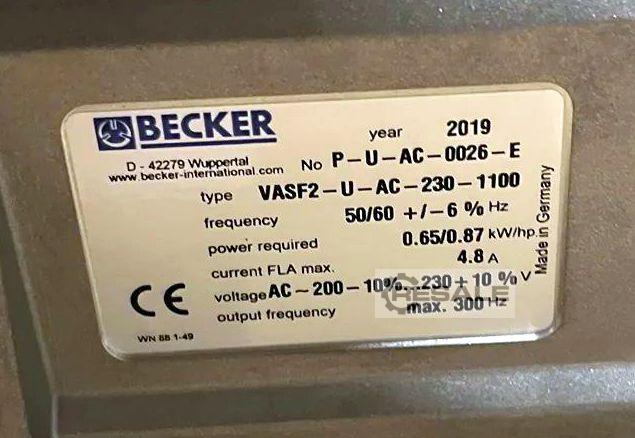 BECKER
year 2019
D - 42279 Wuppertal
www.becker-international.com
No P-U-AC-0026-E
type VASF2-U-AC-230-1100
frequency 50/60 +/-6 % Hz
power required 0.65/0.87 kW/hp.
current FLA max. 4.8 A
voltage AC~200-10%...230+10 % V
output frequency max. 300 Hz
CE
WN 88 1-49
Made in Germany
RESALE